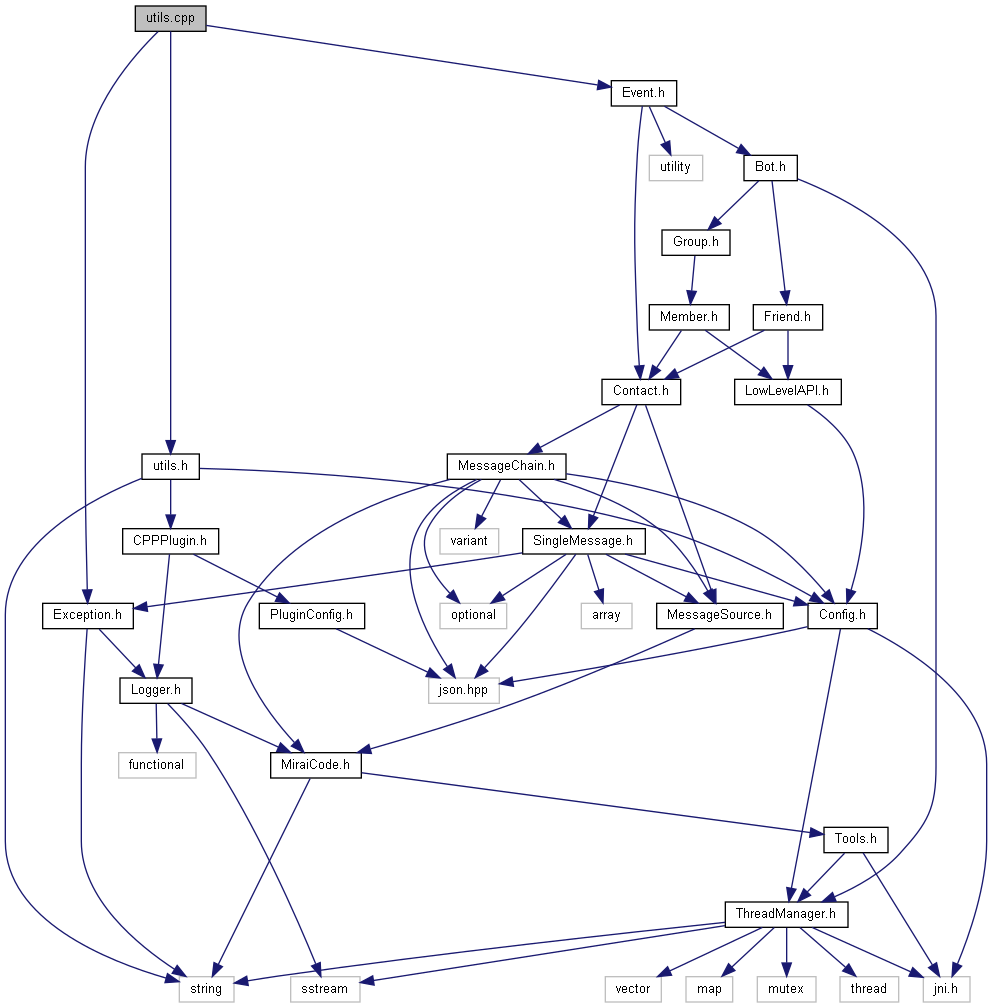 utils.cpp
Event.h
utility
Bot.h
Group.h
Member.h
Friend.h
Contact.h
LowLevelAPI.h
utils.h
MessageChain.h
CPPPlugin.h
variant
SingleMessage.h
Exception.h
PluginConfig.h
optional
array
MessageSource.h
Config.h
Logger.h
json.hpp
functional
MiraiCode.h
Tools.h
ThreadManager.h
string
sstream
vector
map
mutex
thread
jni.h